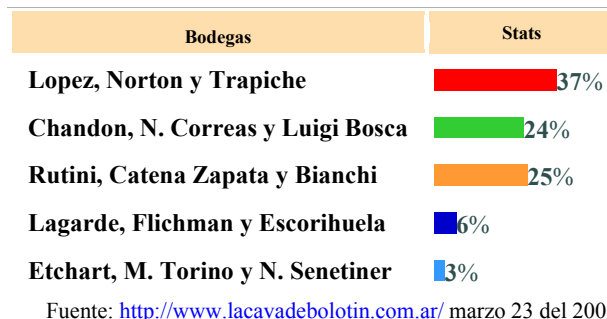 Bodegas Stats
Lopez, Norton y Trapiche 37%
Chandon, N. Correas y Luigi Bosca 24%
Rutini, Catena Zapata y Bianchi 25%
Lagarde, Flichman y Escorihuela 6%
Etchart, M. Torino y N. Senetiner 3%
Fuente: http://www.lacavadebolotin.com.ar/ marzo 23 del 200